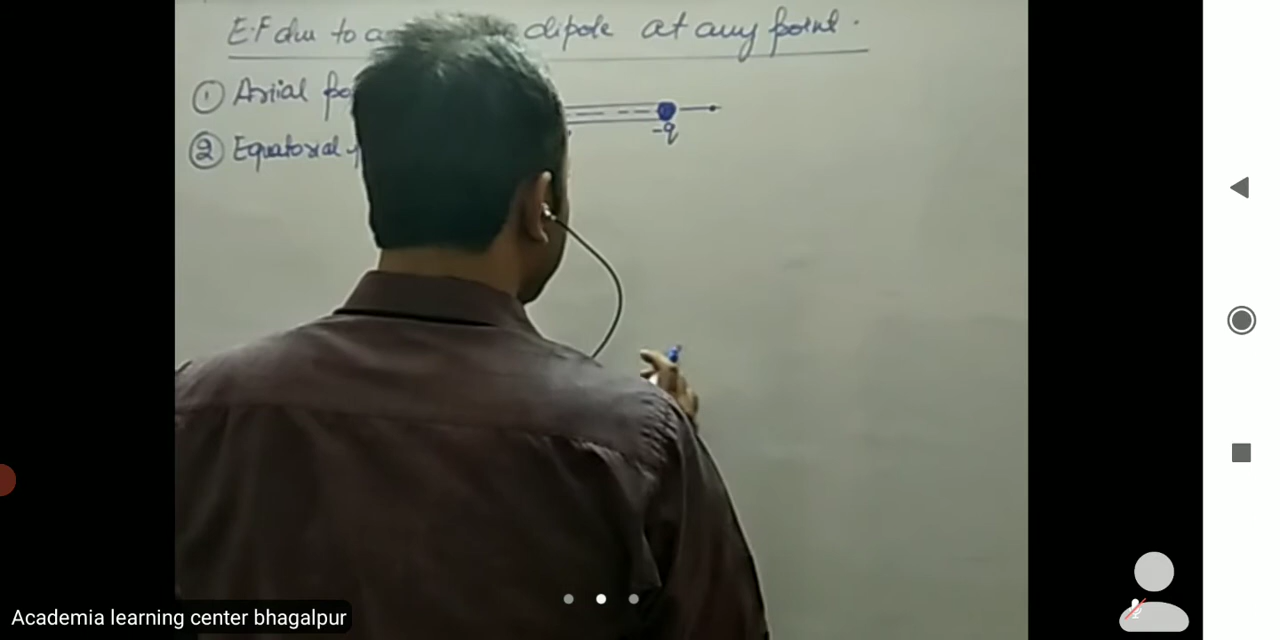 E.F due to a dipole at any point.
① Axial
-q
② Equatorial
Academia learning center bhagalpur